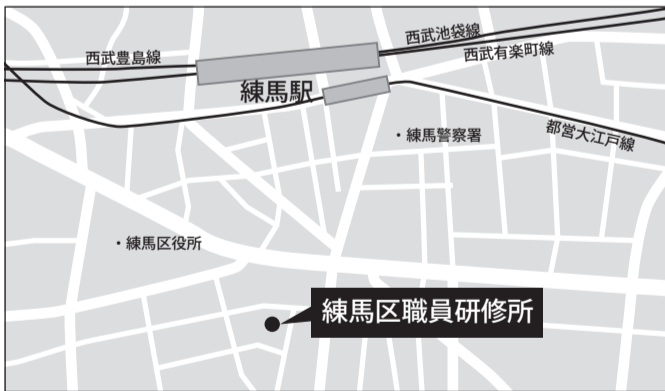 西武池袋線
西武豊島線
西武有楽町線
練馬駅
都営大江戸線
・練馬警察署
・練馬区役所
練馬区職員研修所